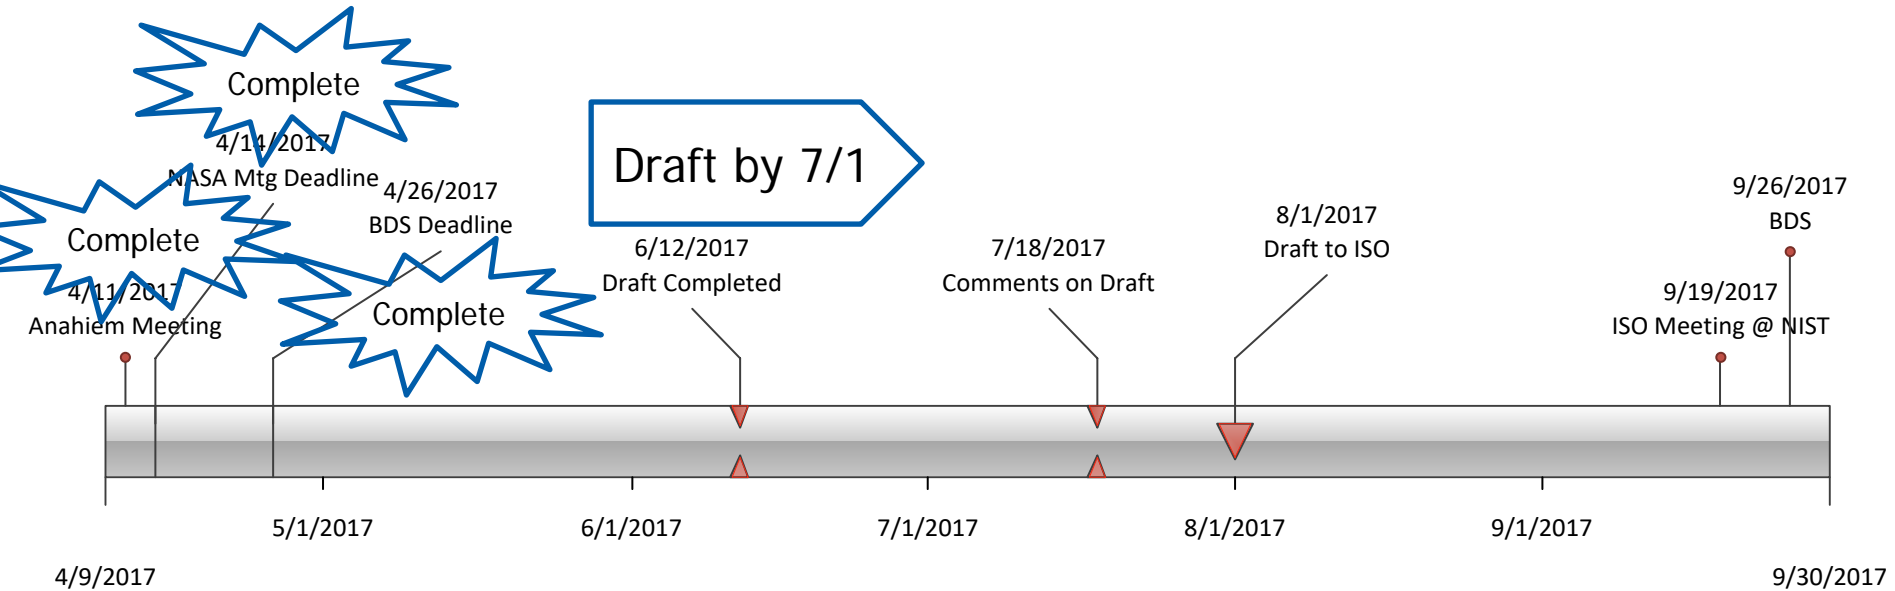 Complete
4/14/2017
NASA Mtg Deadline
Complete
4/11/2017
Anahiem Meeting
4/26/2017
BDS Deadline
Complete
Draft by 7/1
6/12/2017
Draft Completed
7/18/2017
Comments on Draft
8/1/2017
Draft to ISO
9/19/2017
ISO Meeting @ NIST
9/26/2017
BDS
5/1/2017
6/1/2017
7/1/2017
8/1/2017
9/1/2017
4/9/2017
9/30/2017